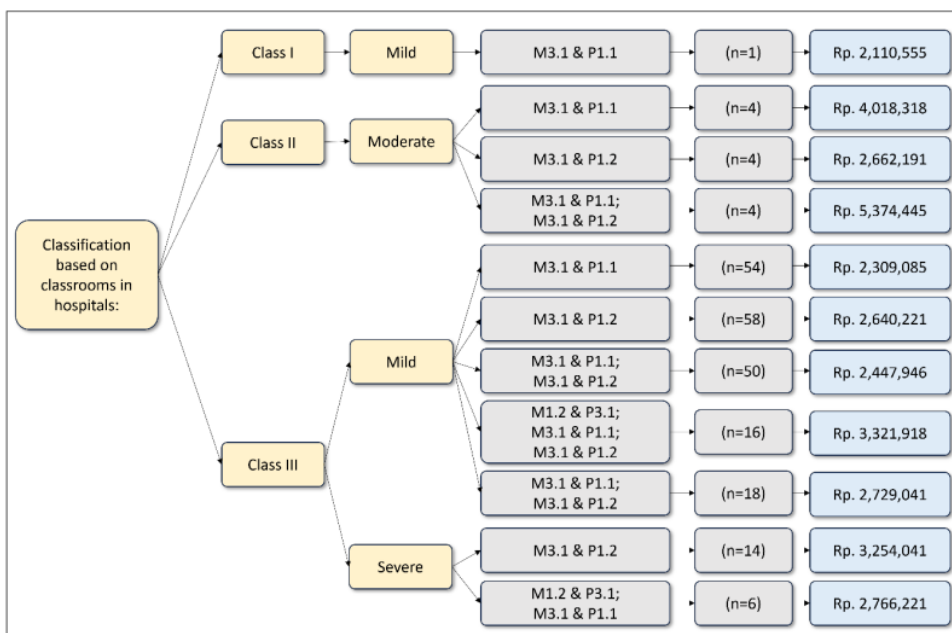 Class I
Mild
M3.1 & P1.1
(n=1)
Rp. 2,110,555
Class II
Moderate
M3.1 & P1.1
(n=4)
Rp. 4,018,318
M3.1 & P1.2
(n=4)
Rp. 2,662,191
M3.1 & P1.1;
M3.1 & P1.2
(n=4)
Rp. 5,374,445
Classification
based on
classrooms in
hospitals:
Class III
Mild
M3.1 & P1.1
(n=54)
Rp. 2,309,085
M3.1 & P1.2
(n=58)
Rp. 2,640,221
M3.1 & P1.1;
M3.1 & P1.2
(n=50)
Rp. 2,447,946
M1.2 & P3.1;
M3.1 & P1.1;
M3.1 & P1.2
(n=16)
Rp. 3,321,918
M3.1 & P1.1;
M3.1 & P1.2
(n=18)
Rp. 2,729,041
Severe
M3.1 & P1.2
(n=14)
Rp. 3,254,041
M1.2 & P3.1;
M3.1 & P1.1
(n=6)
Rp. 2,766,221